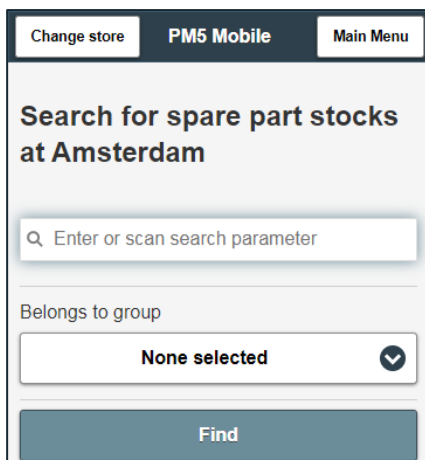 Change store PM5 Mobile Main Menu
Search for spare part stocks
at Amsterdam
Enter or scan search parameter
Belongs to group
None selected
Find